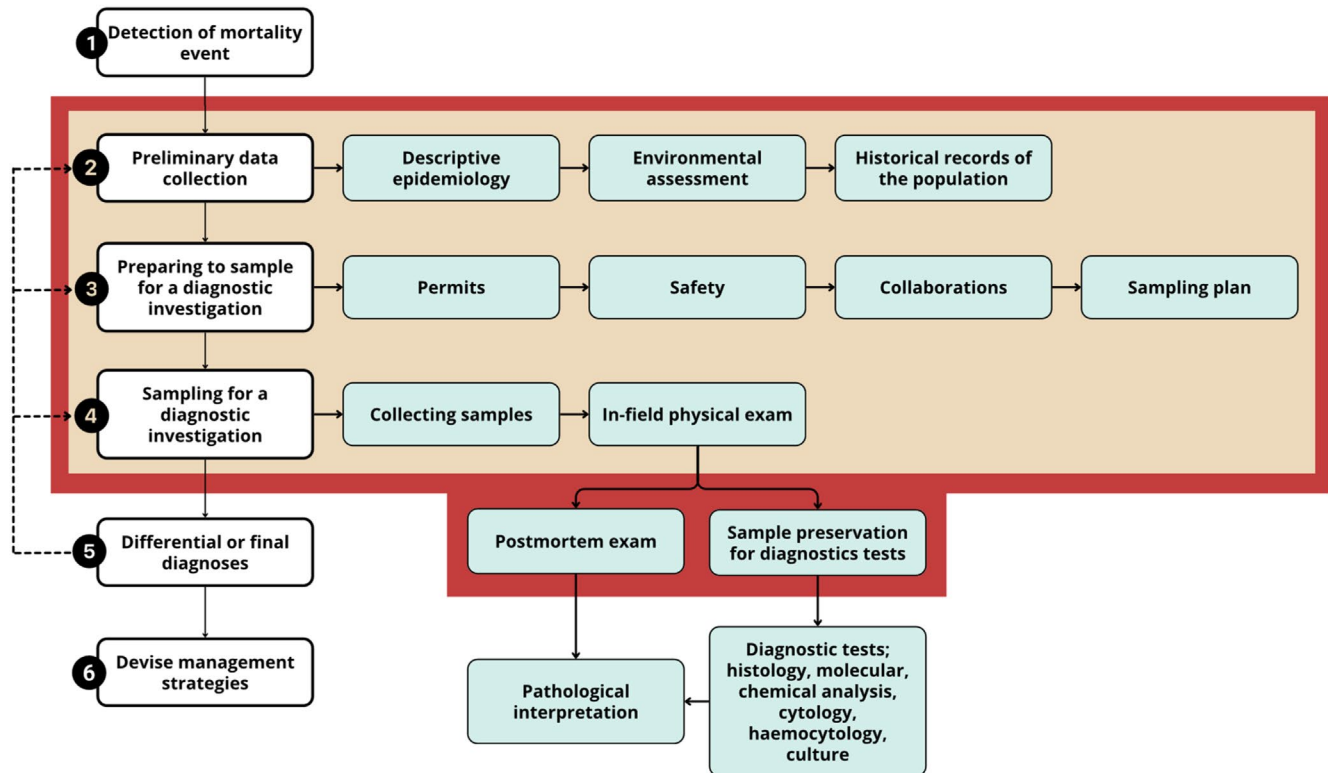 1
Detection of mortality
event
2
Preliminary data
collection
Descriptive
epidemiology
Environmental
assessment
Historical records of
the population
3
Preparing to sample
for a diagnostic
investigation
Permits
Safety
Collaborations
Sampling plan
4
Sampling for a
diagnostic
investigation
Collecting samples
In-field physical exam
5
Differential or final
diagnoses
Postmortem exam
Sample preservation
for diagnostics tests
6
Devise management
strategies
Pathological
interpretation
Diagnostic tests;
histology, molecular,
chemical analysis,
cytology,
haemocytology,
culture